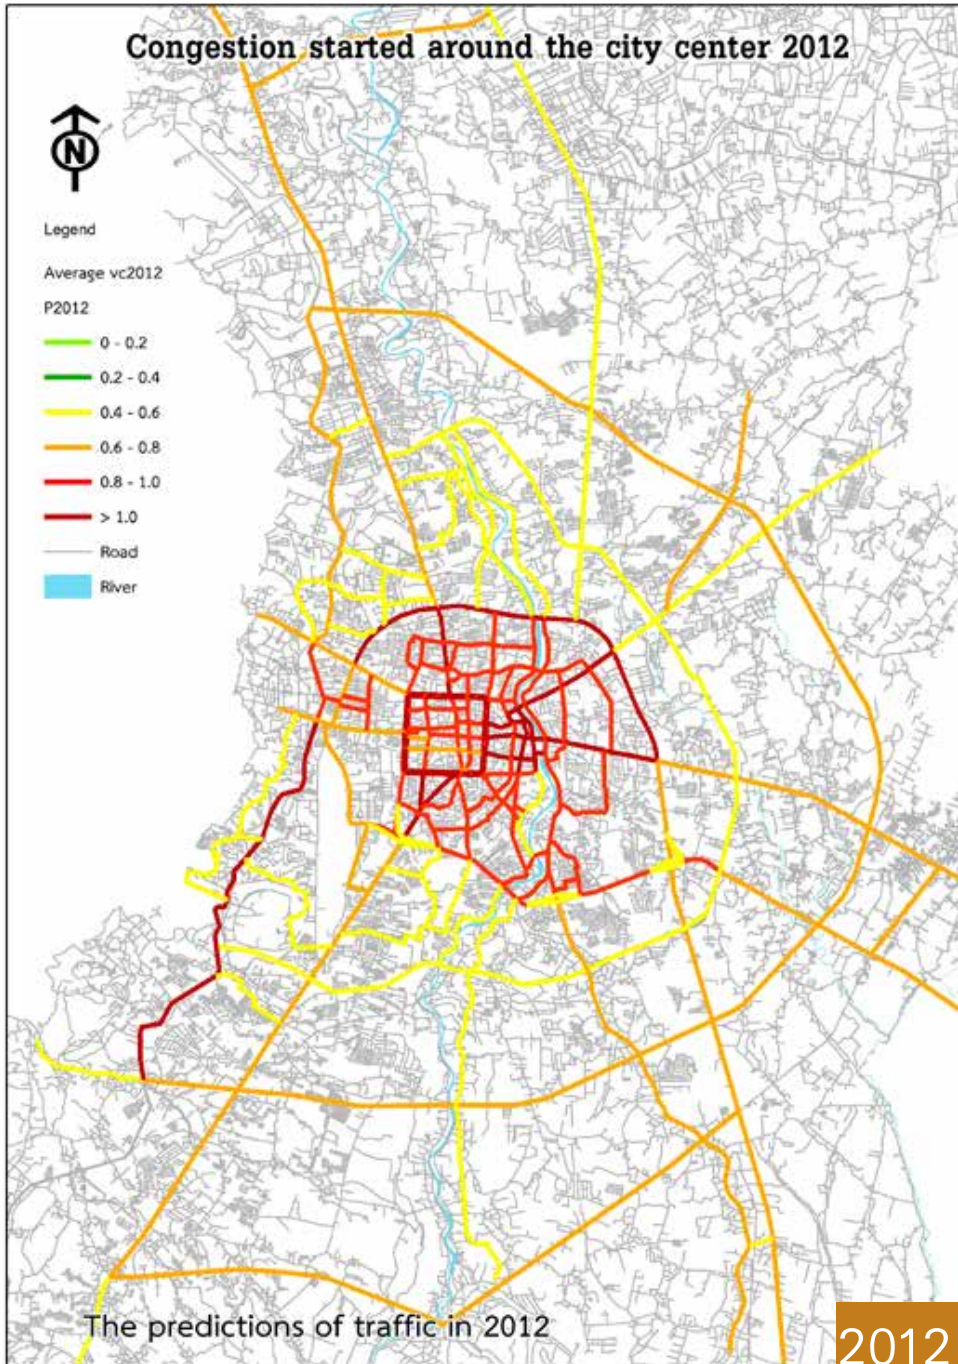 Congestion started around the city center 2012
N
Legend
Average vc2012
P2012
0 - 0.2
0.2 - 0.4
0.4 - 0.6
0.6 - 0.8
0.8 - 1.0
> 1.0
Road
River
The predictions of traffic in 2012
2012